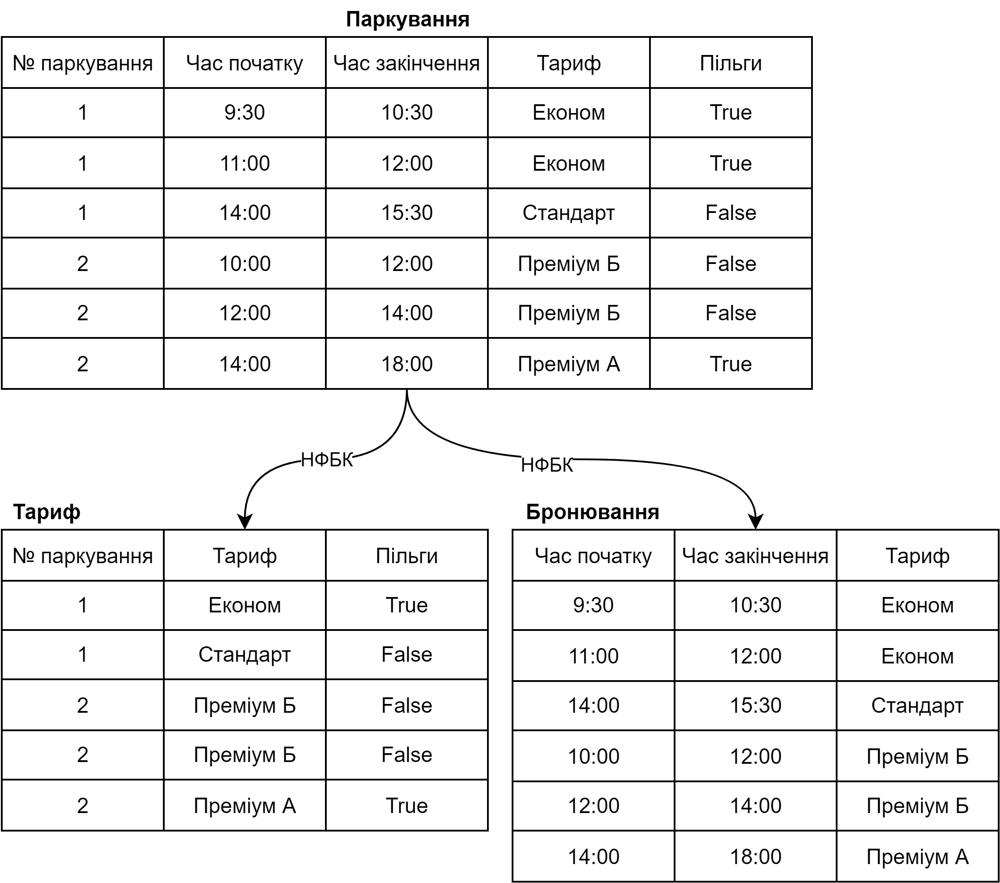 Паркування
№ паркування Час початку Час закінчення Тариф Пільги
1 9:30 10:30 Економ True
1 11:00 12:00 Економ True
1 14:00 15:30 Стандарт False
2 10:00 12:00 Преміум Б False
2 12:00 14:00 Преміум Б False
2 14:00 18:00 Преміум А True
НФБК
НФБК
Тариф
№ паркування Тариф Пільги
1 Економ True
1 Стандарт False
2 Преміум Б False
2 Преміум Б False
2 Преміум А True
Бронювання
Час початку Час закінчення Тариф
9:30 10:30 Економ
11:00 12:00 Економ
14:00 15:30 Стандарт
10:00 12:00 Преміум Б
12:00 14:00 Преміум Б
14:00 18:00 Преміум А